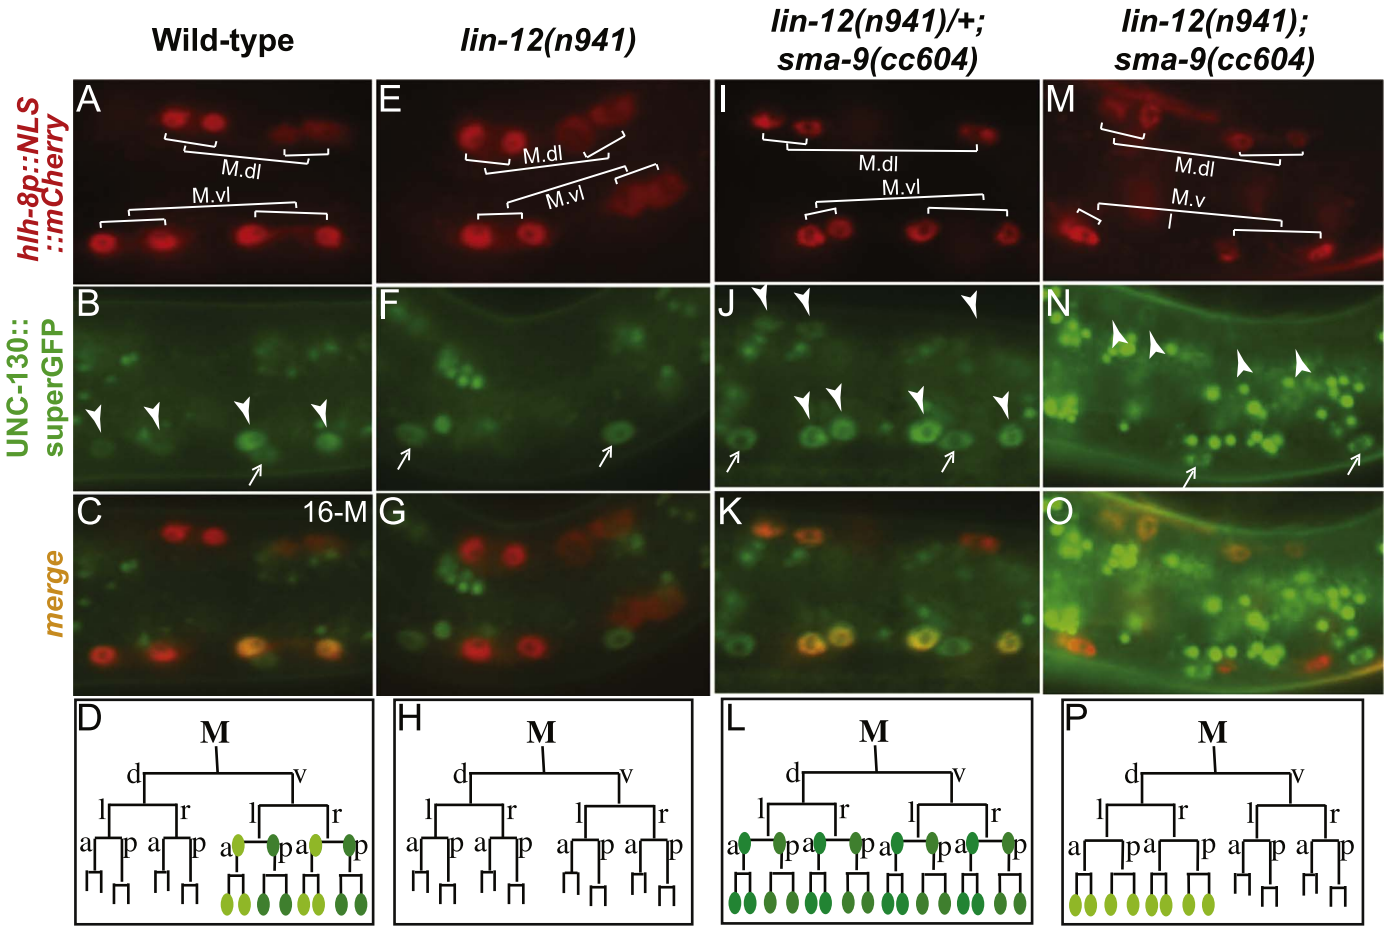 Wild-type
lin-12(n941)
lin-12(n941)/+;
sma-9(cc604)
lin-12(n941);
sma-9(cc604)
hlh-8p::NLS
::mCherry
A
M.dl
M.vl
E
M.dl
M.vl
I
M.dl
M.vl
M
M.dl
M.v
l
UNC-130::
superGFP
B
F
J
N
merge
C
16-M
G
K
O
D
M
d
v
l
r
l
r
a
p
a
p
a
p
a
p
H
M
d
v
l
r
l
r
a
p
a
p
a
p
a
p
L
M
d
v
l
r
l
r
a
p
a
p
a
p
a
p
P
M
d
v
l
r
l
r
a
p
a
p
a
p
a
p